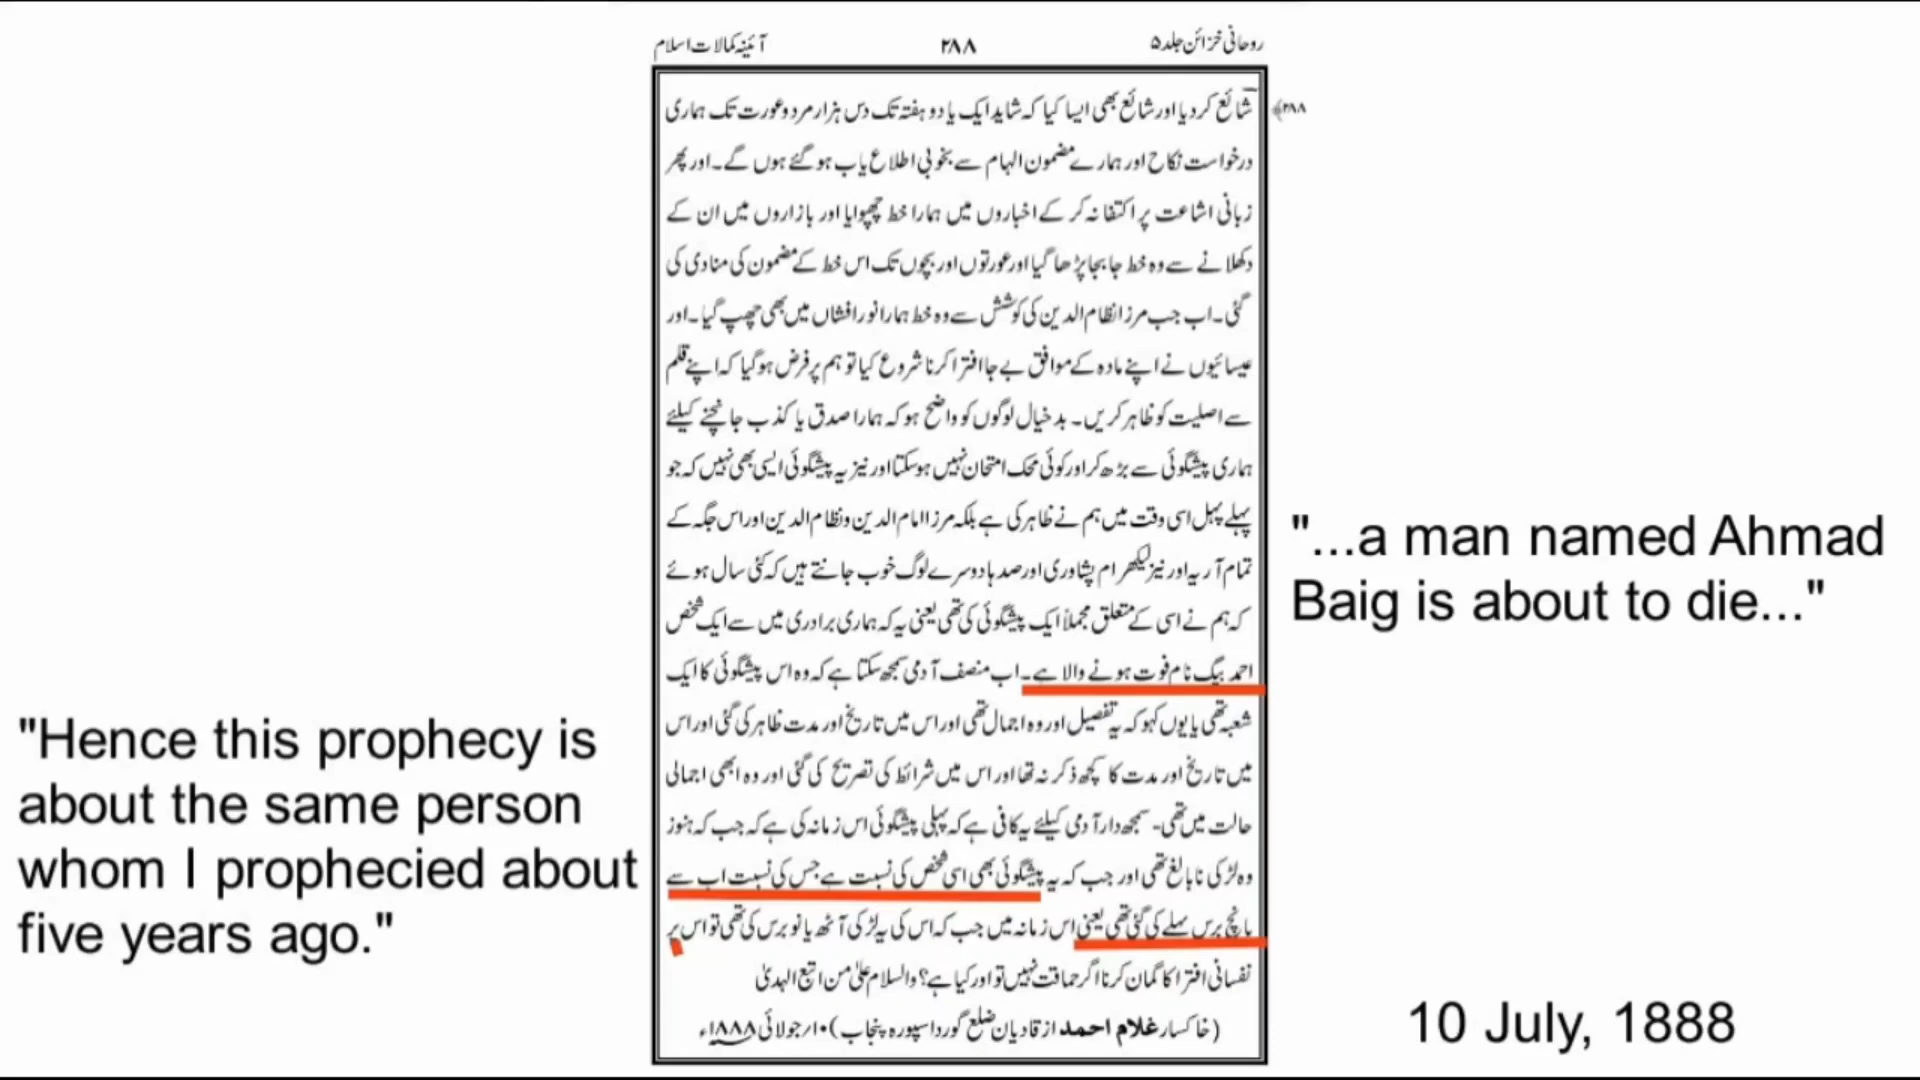 روحانی خزائن جلد ۵
۲۸۸
آئینہ کمالات اسلام
﴿۲۸۸﴾
شائع کر دیا اور شائع بھی ایسا کیا کہ شاید ایک یا دو ہفتہ تک دس ہزار مرد و عورت تک ہماری
درخواست نکاح اور ہمارے مضمون الہام سے بخوبی اطلاع یاب ہو گئے ہوں گے۔ اور پھر
زبانی اشاعت پر اکتفا نہ کر کے اخباروں میں ہمارا خط چھپوایا اور بازاروں میں ان کے
دکھلانے سے وہ خط جا بجا پڑھا گیا اور عورتوں اور بچوں تک اس خط کے مضمون کی منادی کی
گئی۔ اب جب مرزا نظام الدین کی کوشش سے وہ خط ہمارا نور افشاں میں بھی چھپ گیا۔ اور
عیسائیوں نے اپنے مادہ کے موافق بے جا افترا کرنا شروع کیا تو ہم پر فرض ہو گیا کہ اپنے قلم
سے اصلیت کو ظاہر کریں۔ بد خیال لوگوں کو واضح ہو کہ ہمارا صدق یا کذب جانچنے کیلئے
ہماری پیشگوئی سے بڑھ کر اور کوئی محک امتحان نہیں ہو سکتا اور نیز یہ پیشگوئی ایسی بھی نہیں کہ جو
پہلے پہل اسی وقت میں ہم نے ظاہر کی ہے بلکہ مرزا امام الدین و نظام الدین اور اس جگہ کے
تمام آریہ اور نیز لیکھرام پشاوری اور صدہا دوسرے لوگ خوب جانتے ہیں کہ کئی سال ہوئے
کہ ہم نے اسی کے متعلق مجملاً ایک پیشگوئی کی تھی یعنی یہ کہ ہماری برادری میں سے ایک شخص
احمد بیگ نام فوت ہونے والا ہے۔ اب منصف آدمی سمجھ سکتا ہے کہ وہ اس پیشگوئی کا ایک
شعبہ تھی یا یوں کہو کہ یہ تفصیل اور وہ اجمال تھی اور اس میں تاریخ اور مدت ظاہر کی گئی اور اس
میں تاریخ اور مدت کا کچھ ذکر نہ تھا اور اس میں شرائط کی تصریح کی گئی اور وہ ابھی اجمالی
حالت میں تھی۔ سمجھدار آدمی کیلئے یہ کافی ہے کہ پہلی پیشگوئی اس زمانہ کی ہے کہ جب کہ ہنوز
وہ لڑکی نابالغ تھی اور جب کہ یہ پیشگوئی بھی اسی شخص کی نسبت ہے جس کی نسبت اب سے
پانچ برس پہلے کی گئی تھی یعنی اس زمانہ میں جب کہ اس کی یہ لڑکی آٹھ یا نو برس کی تھی تو اس پر
نفسانی افترا کا گمان کرنا اگر حماقت نہیں تو اور کیا ہے؟ والسلام علیٰ من اتبع الہدیٰ
(خاکسار غلام احمد از قادیان ضلع گورداسپورہ پنجاب) ۱۰؍جولائی ۱۸۸۸ء
"...a man named Ahmad
Baig is about to die..."
"Hence this prophecy is
about the same person
whom I prophecied about
five years ago."
10 July, 1888